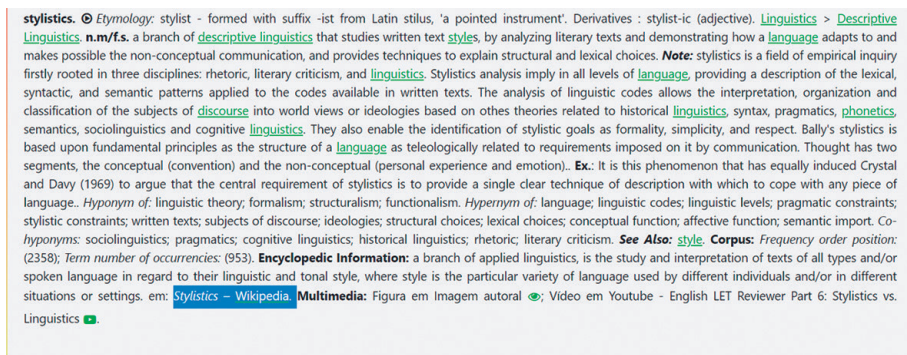 stylistics. Etymology: stylist - formed with suffix -ist from Latin stilus, 'a pointed instrument'. Derivatives : stylist-ic (adjective). Linguistics > Descriptive
Linguistics. n.m/f.s. a branch of descriptive linguistics that studies written text styles, by analyzing literary texts and demonstrating how a language adapts to and
makes possible the non-conceptual communication, and provides techniques to explain structural and lexical choices. Note: stylistics is a field of empirical inquiry
firstly rooted in three disciplines: rhetoric, literary criticism, and linguistics. Stylistics analysis imply in all levels of language, providing a description of the lexical,
syntactic, and semantic patterns applied to the codes available in written texts. The analysis of linguistic codes allows the interpretation, organization and
classification of the subjects of discourse into world views or ideologies based on others theories related to historical linguistics, syntax, pragmatics, phonetics,
semantics, sociolinguistics and cognitive linguistics. They also enable the identification of stylistic goals as formality, simplicity, and respect. Bally's stylistics is
based upon fundamental principles as the structure of a language as teleologically related to requirements imposed on it by communication. Thought has two
segments, the conceptual (convention) and the non-conceptual (personal experience and emotion).. Ex.: It is this phenomenon that has equally induced Crystal
and Davy (1969) to argue that the central requirement of stylistics is to provide a single clear technique of description with which to cope with any piece of
language.. Hyponym of: linguistic theory; formalism; structuralism; functionalism. Hypernym of: language; linguistic codes; linguistic levels; pragmatic constraints;
stylistic constraints; written texts; subjects of discourse; ideologies; structural choices; lexical choices; conceptual function; affective function; semantic import. Co-
hyponyms: sociolinguistics; pragmatics; cognitive linguistics; historical linguistics; rhetoric; literary criticism. See Also: style. Corpus: Frequency order position:
(2358); Term number of occurrencies: (953). Encyclopedic Information: a branch of applied linguistics, is the study and interpretation of texts of all types and/or
spoken language in regard to their linguistic and tonal style, where style is the particular variety of language used by different individuals and/or in different
situations or settings. em: Stylistics – Wikipedia. Multimedia: Figura em Imagem autoral ; Vídeo em Youtube - English LET Reviewer Part 6: Stylistics vs.
Linguistics .